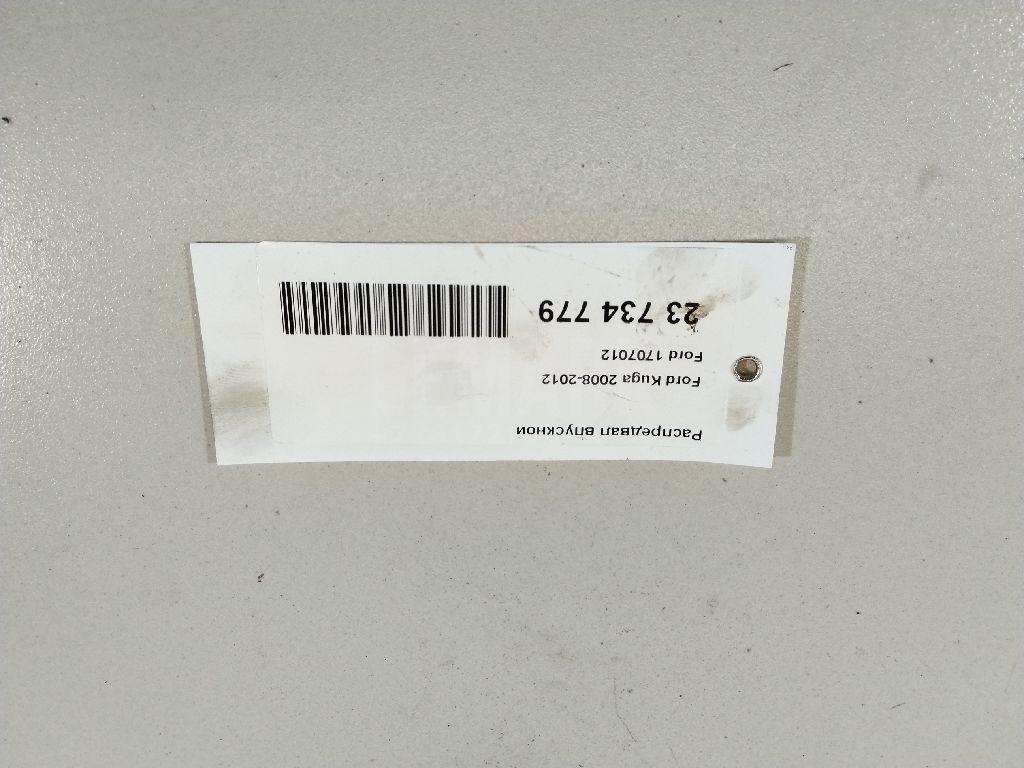 Распредвал впускной
Ford Kuga 2008-2012
Ford 1707012
23 734 779